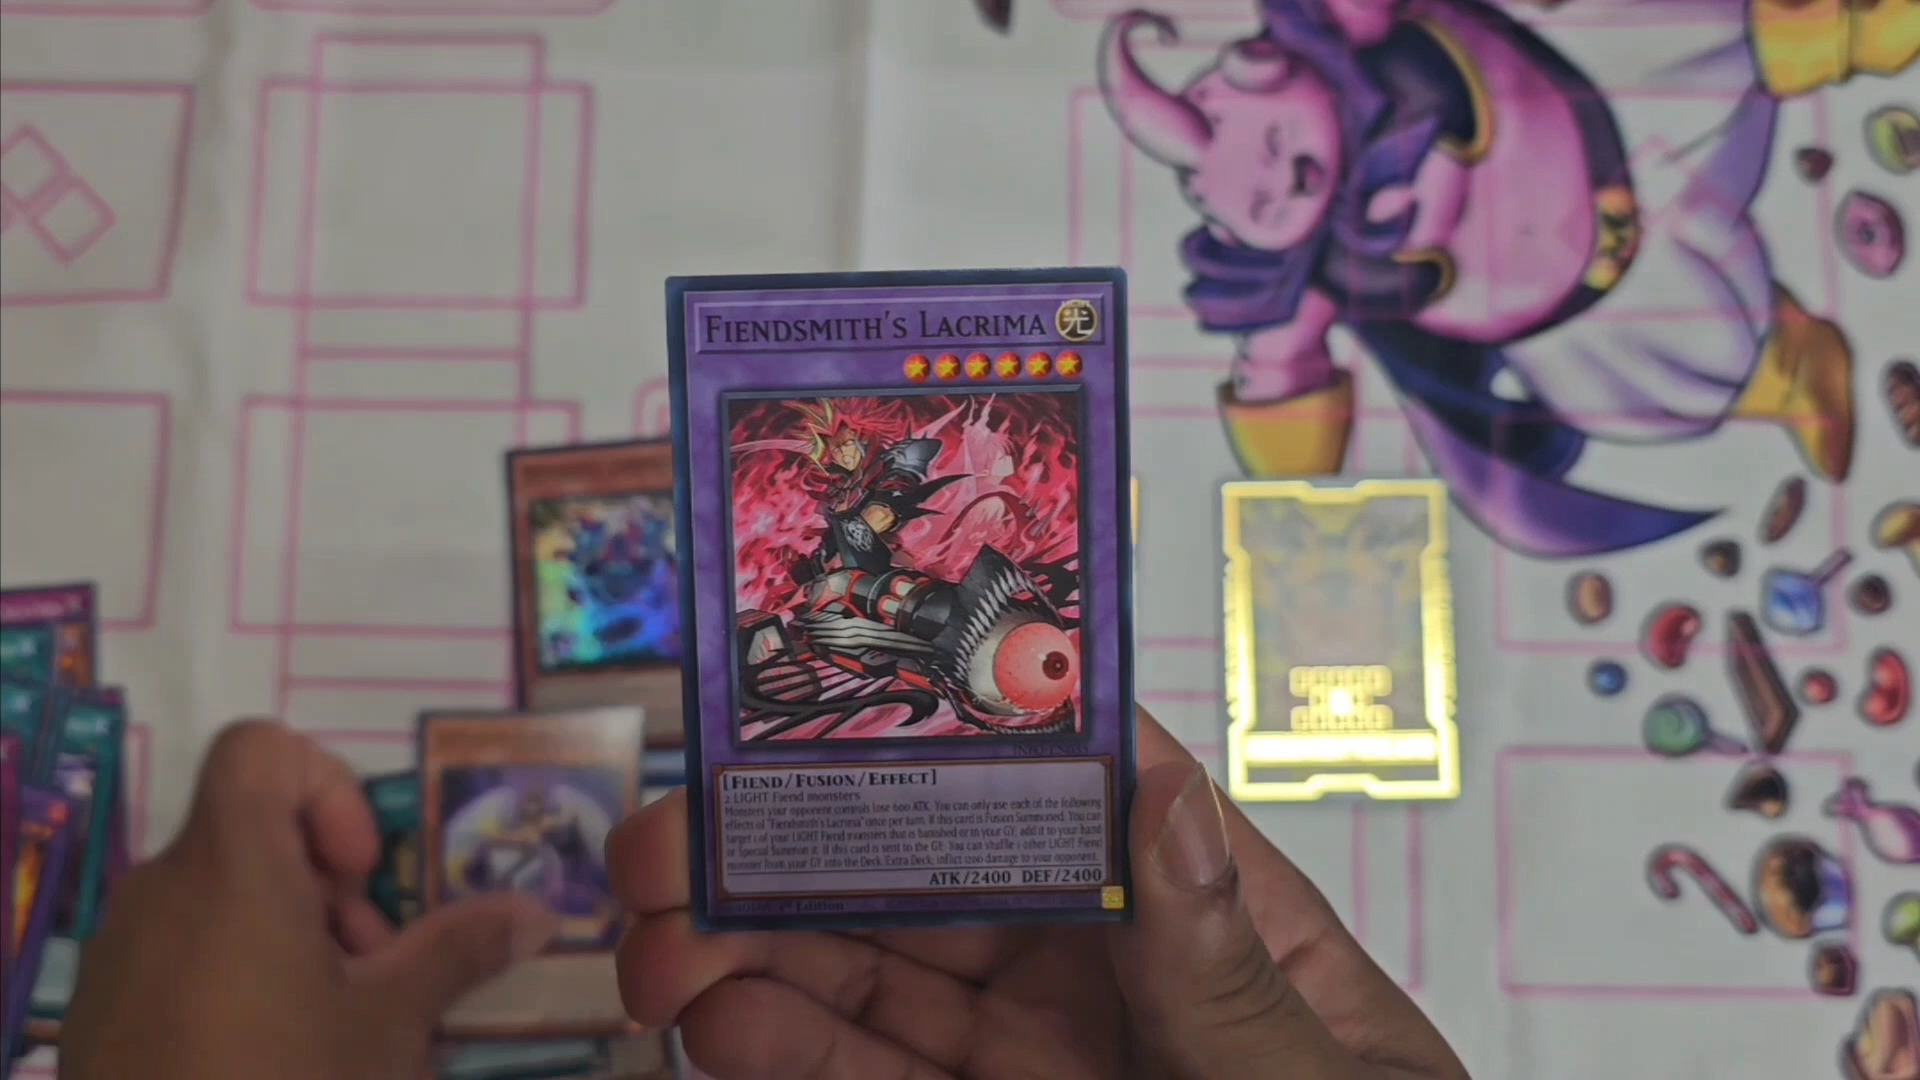 FIENDSMITH'S LACRIMA 光
[FIEND/FUSION/EFFECT]
2 LIGHT Fiend monsters
Monsters your opponent controls lose 600 ATK. You can only use each of the following
effects of "Fiendsmith's Lacrima" once per turn. If this card is Fusion Summoned: You can
target 1 of your LIGHT Fiend monsters that is banished or in your GY; add it to your hand
or Special Summon it. If this card is sent to the GY: You can shuffle 1 other LIGHT Fiend
monster from your GY into the Deck/Extra Deck; inflict 1200 damage to your opponent.
ATK/2400 DEF/2400
1st Edition